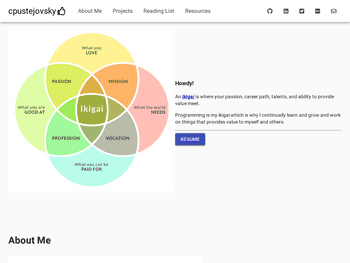 cpustejovsky
About Me Projects Reading List Resources
What you
LOVE
PASSION MISSION
What you are
GOOD AT
Ikigai
What the world
NEEDS
PROFESSION VOCATION
What you can be
PAID FOR
Howdy!
An Ikigai is where your passion, career path, talents, and ability to provide
value meet.
Programming is my ikigai which is why I continually learn and grow and work
on things that provides value to myself and others.
RESUME
About Me